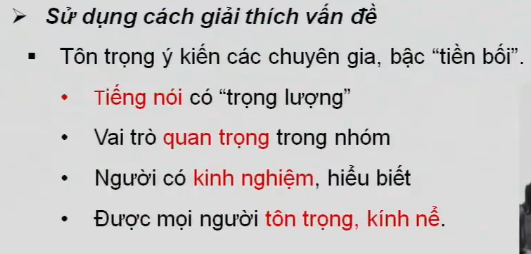 ➢ Sử dụng cách giải thích vấn đề
▪ Tôn trọng ý kiến các chuyên gia, bậc “tiền bối”.
• Tiếng nói có “trọng lượng”
• Vai trò quan trọng trong nhóm
• Người có kinh nghiệm, hiểu biết
• Được mọi người tôn trọng, kính nể.